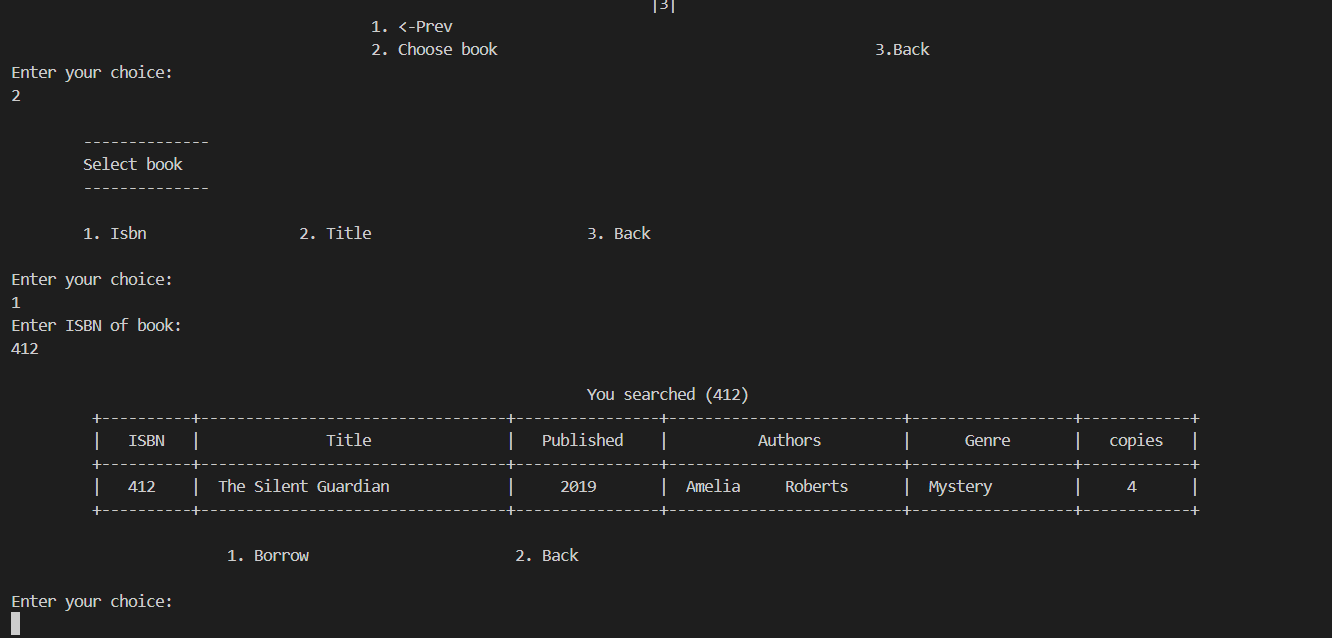 |3|
1. <-Prev
2. Choose book 3.Back
Enter your choice:
2
--------------
Select book
--------------
1. Isbn 2. Title 3. Back
Enter your choice:
1
Enter ISBN of book:
412
You searched (412)
+----------+----------------------------------+----------------+--------------------------+------------------+------------+
| ISBN | Title | Published | Authors | Genre | copies |
+----------+----------------------------------+----------------+--------------------------+------------------+------------+
| 412 | The Silent Guardian | 2019 | Amelia Roberts | Mystery | 4 |
+----------+----------------------------------+----------------+--------------------------+------------------+------------+
1. Borrow 2. Back
Enter your choice: